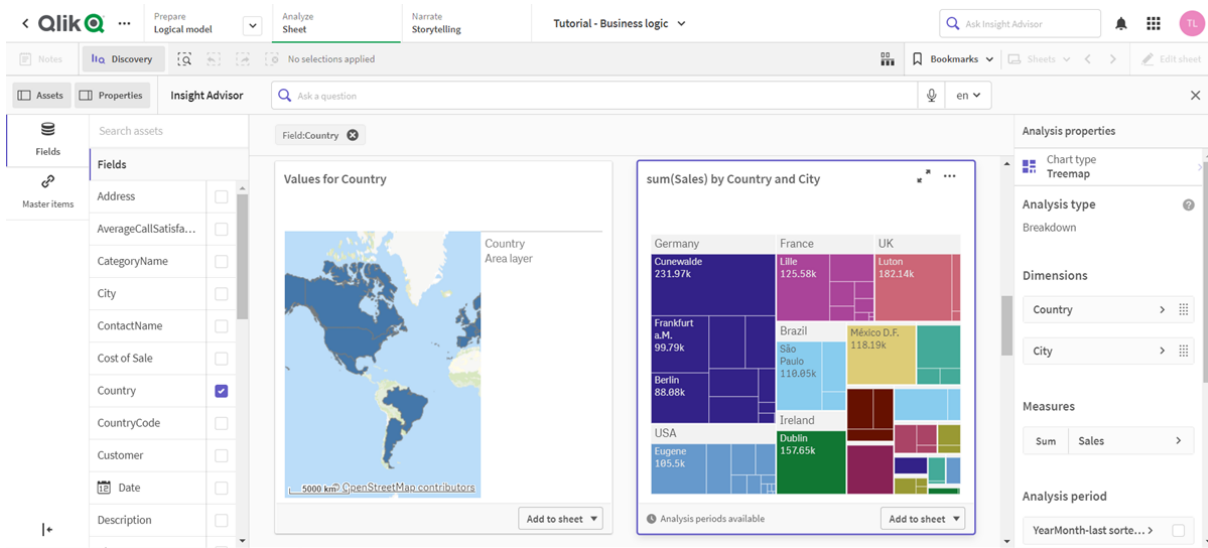 Qlik
Prepare
Logical model
Analyze
Sheet
Narrate
Storytelling
Tutorial - Business logic
Ask Insight Advisor
TL
Notes
Discovery
No selections applied
Bookmarks
Sheets
Edit sheet
Assets
Properties
Insight Advisor
Ask a question
en
Fields
Master items
Search assets
Fields
Address
AverageCallSatisfa...
CategoryName
City
ContactName
Cost of Sale
Country
CountryCode
Customer
Date
Description
Field:Country
Values for Country
Country
Area layer
5000 km
© OpenStreetMap contributors
Add to sheet
sum(Sales) by Country and City
Germany
Cunewalde
231.97k
Frankfurt
a.M.
99.79k
Berlin
88.08k
USA
Eugene
105.5k
France
Lille
125.58k
UK
Luton
182.14k
Brazil
São
Paulo
110.05k
México D.F.
118.19k
Ireland
Dublin
157.65k
Analysis periods available
Add to sheet
Analysis properties
Chart type
Treemap
Analysis type
Breakdown
Dimensions
Country
City
Measures
Sum
Sales
Analysis period
YearMonth-last sorte...